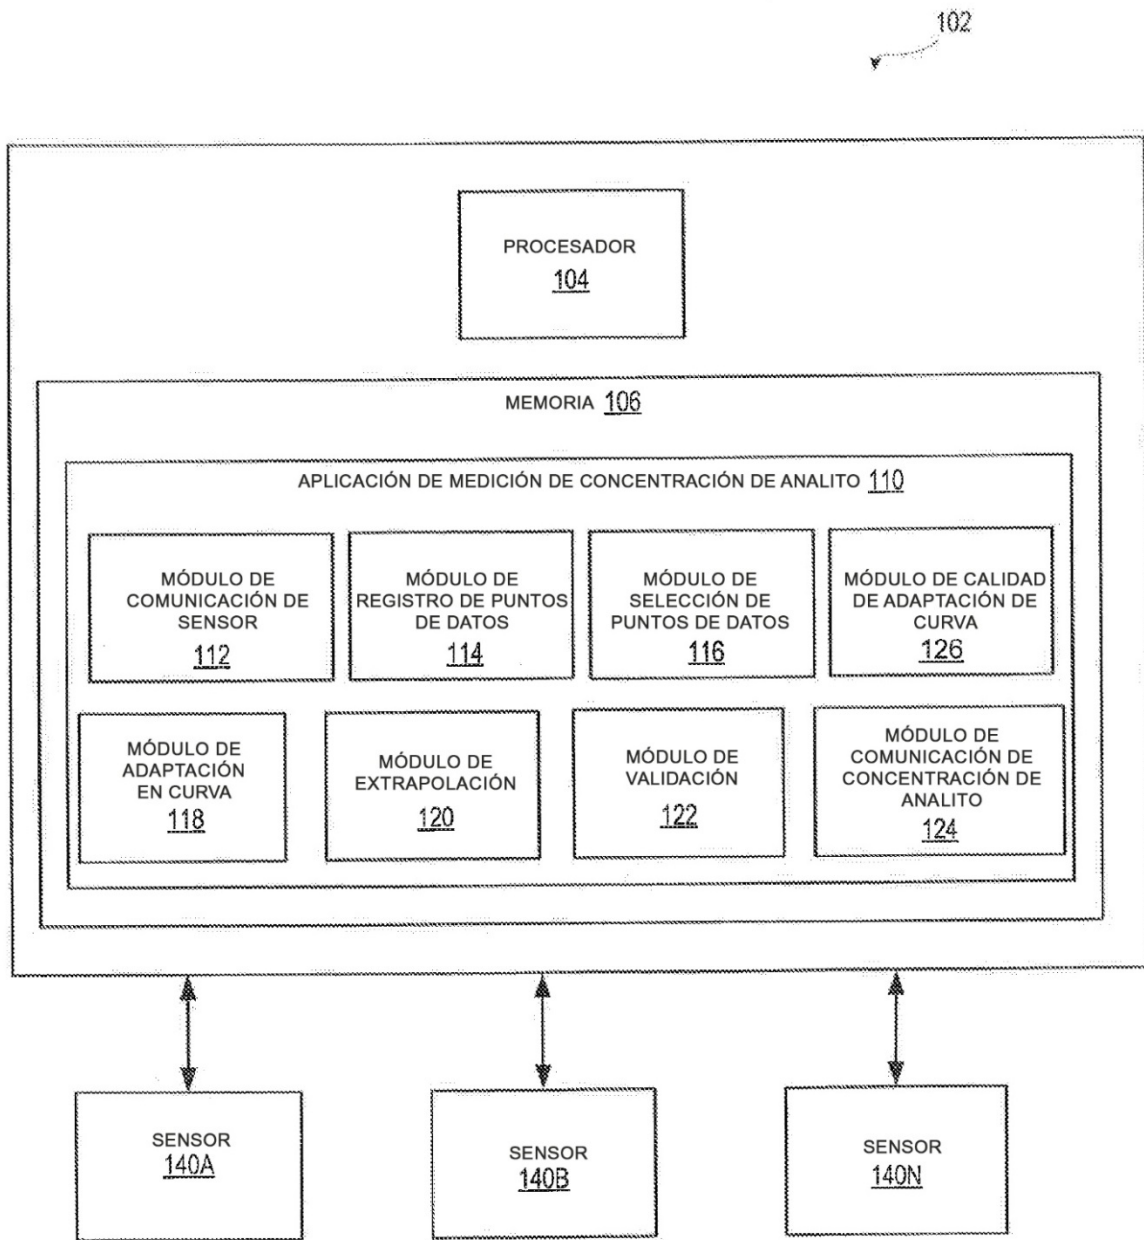 102
PROCESADOR
104
MEMORIA 106
APLICACIÓN DE MEDICIÓN DE CONCENTRACIÓN DE ANALITO 110
MÓDULO DE
COMUNICACIÓN DE
SENSOR
112
MÓDULO DE
REGISTRO DE PUNTOS
DE DATOS
114
MÓDULO DE
SELECCIÓN DE
PUNTOS DE DATOS
116
MÓDULO DE CALIDAD
DE ADAPTACIÓN DE
CURVA
126
MÓDULO DE
ADAPTACIÓN
EN CURVA
118
MÓDULO DE
EXTRAPOLACIÓN
120
MÓDULO DE
VALIDACIÓN
122
MÓDULO DE
COMUNICACIÓN DE
CONCENTRACIÓN DE
ANALITO
124
SENSOR
140A
SENSOR
140B
SENSOR
140N